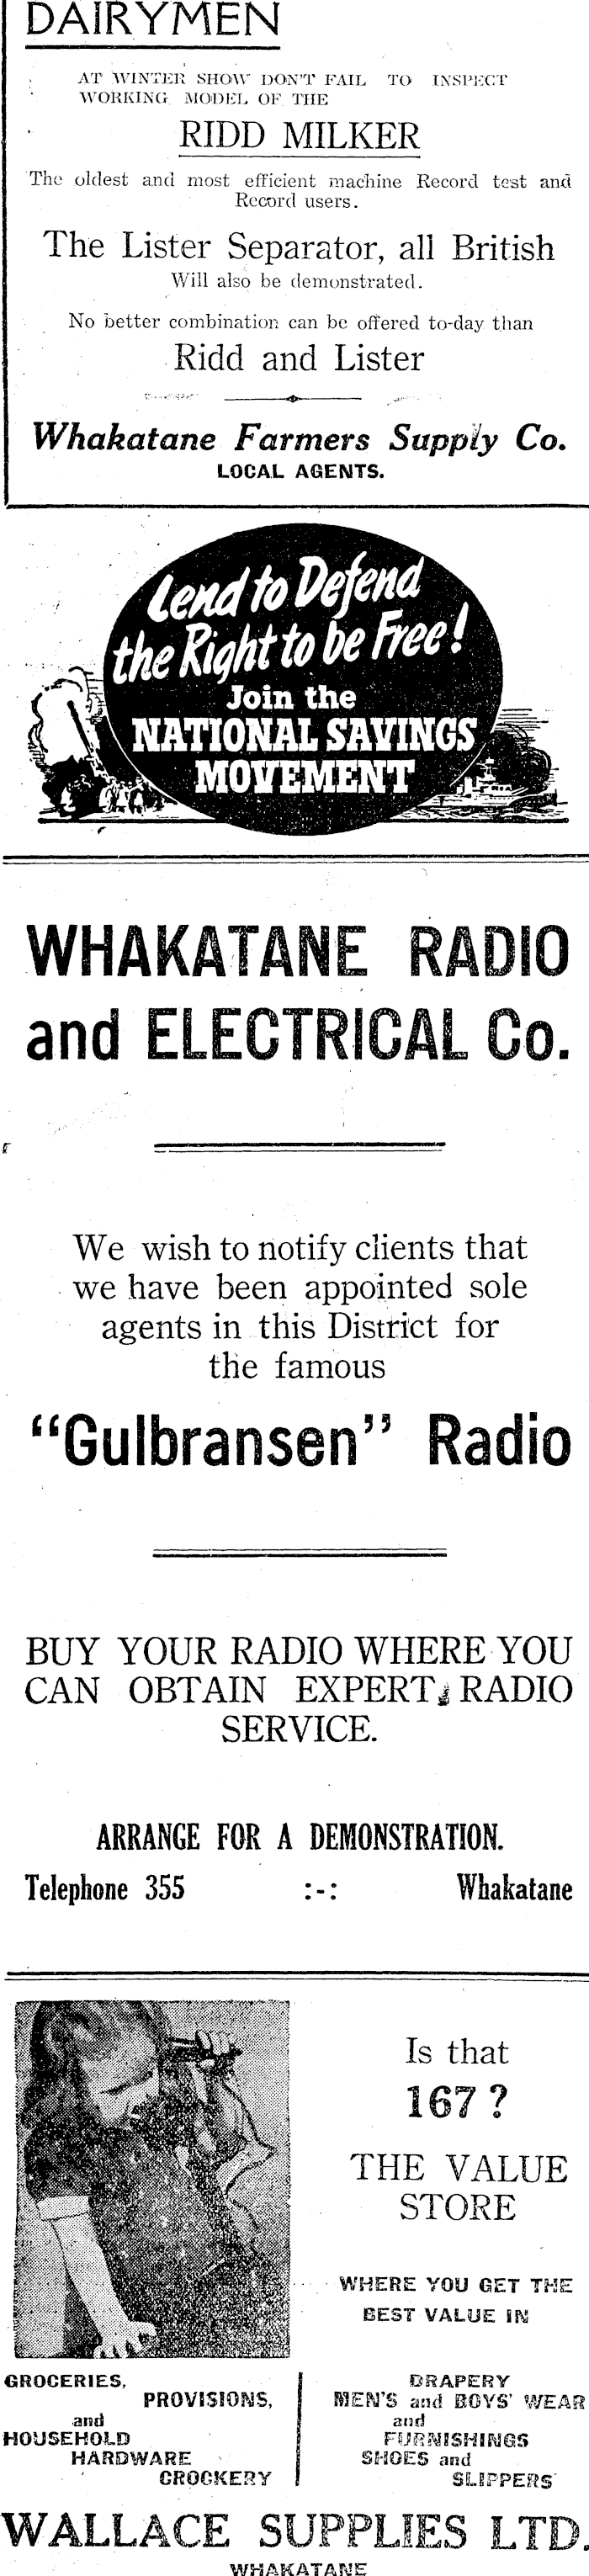 DAIRYMEN
AT WINTER SHOW DON'T FAIL TO INSPECT
WORKING MODEL OF THE
RIDD MILKER
The oldest and most efficient machine Record test and
Record users.
The Lister Separator, all British
Will also be demonstrated.
No better combination can be offered to-day than
Ridd and Lister
Whakatane Farmers Supply Co.
LOCAL AGENTS.
Lend to Defend
the Right to be Free!
Join the
NATIONAL SAVINGS
MOVEMENT
WHAKATANE RADIO
and ELECTRICAL Co.
We wish to notify clients that
we have been appointed sole
agents in this District for
the famous
"Gulbransen" Radio
BUY YOUR RADIO WHERE YOU
CAN OBTAIN EXPERT RADIO
SERVICE.
ARRANGE FOR A DEMONSTRATION.
Telephone 355 :-: Whakatane
Is that
167?
THE VALUE
STORE
WHERE YOU GET THE
BEST VALUE IN
GROCERIES,
PROVISIONS,
and
HOUSEHOLD
HARDWARE
CROCKERY
DRAPERY
MEN'S and BOYS' WEAR
and
FURNISHINGS
SHOES and
SLIPPERS
WALLACE SUPPLIES LTD.
WHAKATANE